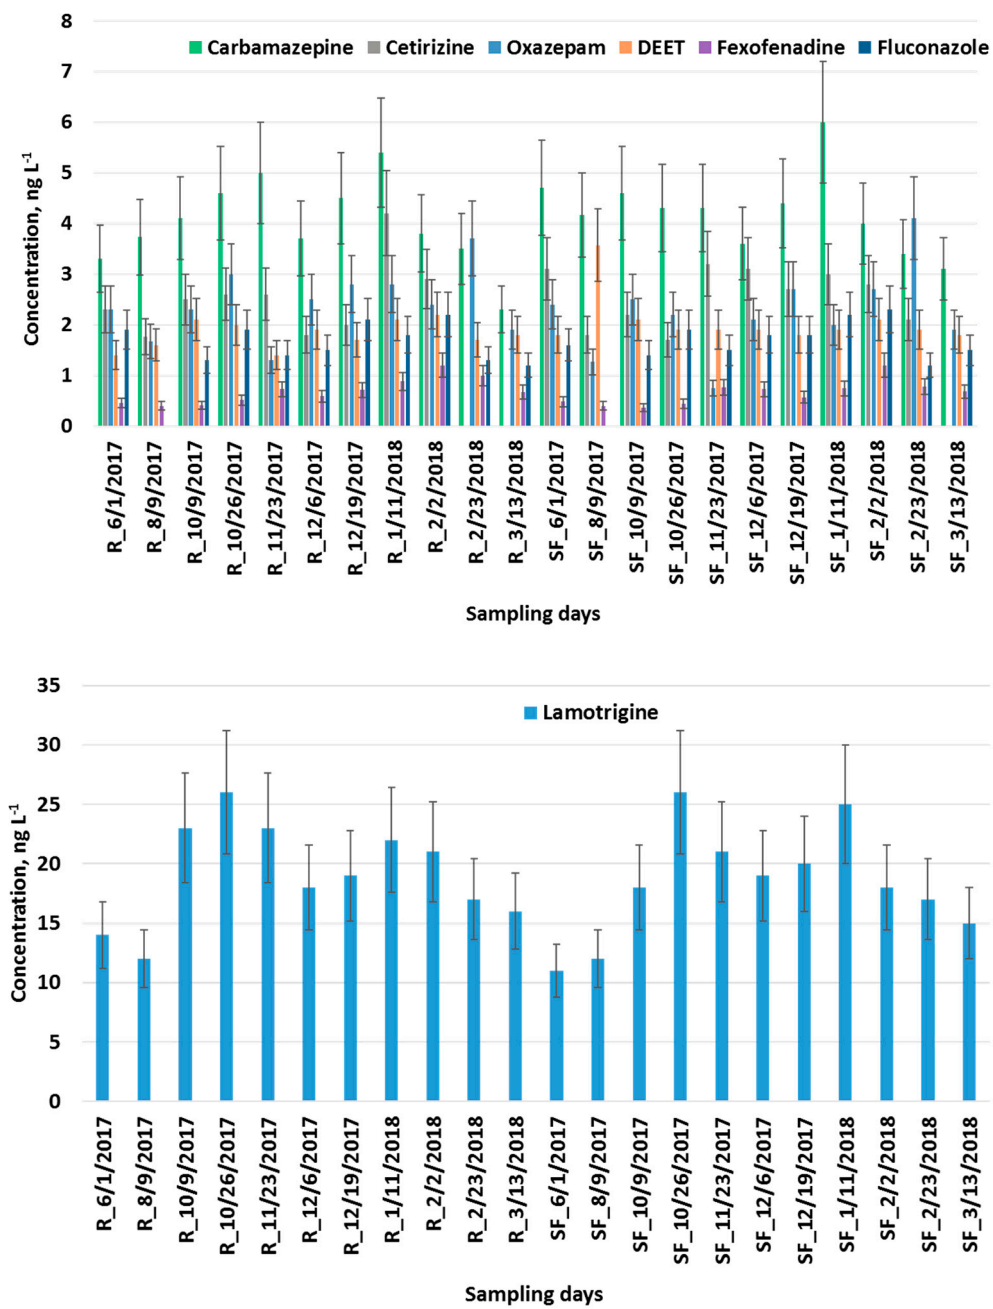 8
7
6
5
4
3
2
1
0
Concentration, ng L-1
Carbamazepine Cetirizine Oxazepam DEET Fexofenadine Fluconazole
R_6/1/2017
R_8/9/2017
R_10/9/2017
R_10/26/2017
R_11/23/2017
R_12/6/2017
R_12/19/2017
R_1/11/2018
R_2/2/2018
R_2/23/2018
R_3/13/2018
SF_6/1/2017
SF_8/9/2017
SF_10/9/2017
SF_10/26/2017
SF_11/23/2017
SF_12/6/2017
SF_12/19/2017
SF_1/11/2018
SF_2/2/2018
SF_2/23/2018
SF_3/13/2018
Sampling days
35
30
25
20
15
10
5
0
Concentration, ng L-1
Lamotrigine
R_6/1/2017
R_8/9/2017
R_10/9/2017
R_10/26/2017
R_11/23/2017
R_12/6/2017
R_12/19/2017
R_1/11/2018
R_2/2/2018
R_2/23/2018
R_3/13/2018
SF_6/1/2017
SF_8/9/2017
SF_10/9/2017
SF_10/26/2017
SF_11/23/2017
SF_12/6/2017
SF_12/19/2017
SF_1/11/2018
SF_2/2/2018
SF_2/23/2018
SF_3/13/2018
Sampling days